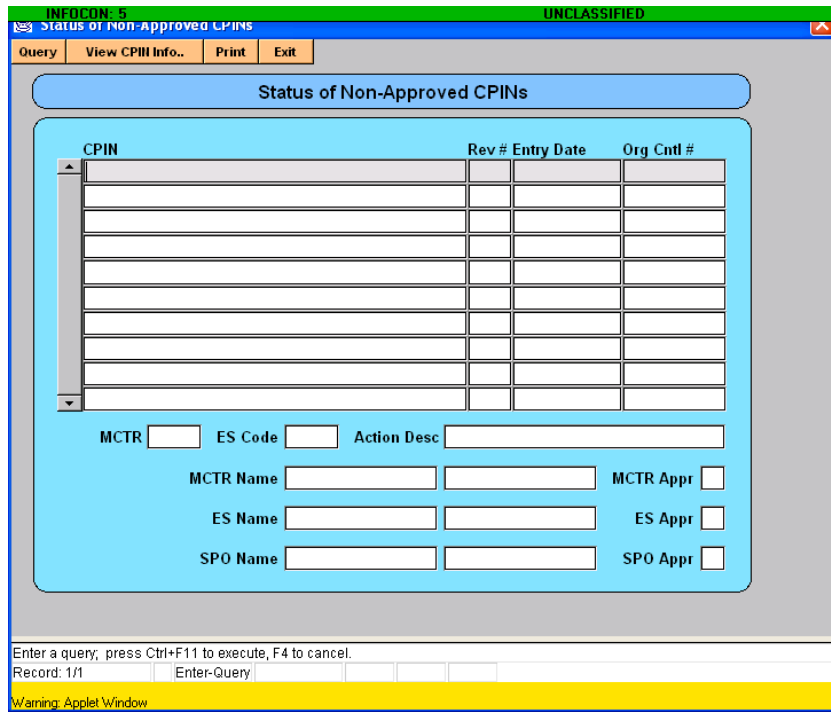 INFOCON: 5 UNCLASSIFIED
Status of Non-Approved CPINs
Query View CPIN Info.. Print Exit
Status of Non-Approved CPINs
CPIN Rev # Entry Date Org Cntl #
MCTR ES Code Action Desc
MCTR Name MCTR Appr
ES Name ES Appr
SPO Name SPO Appr
Enter a query; press Ctrl+F11 to execute, F4 to cancel.
Record: 1/1 Enter-Query
Warning: Applet Window